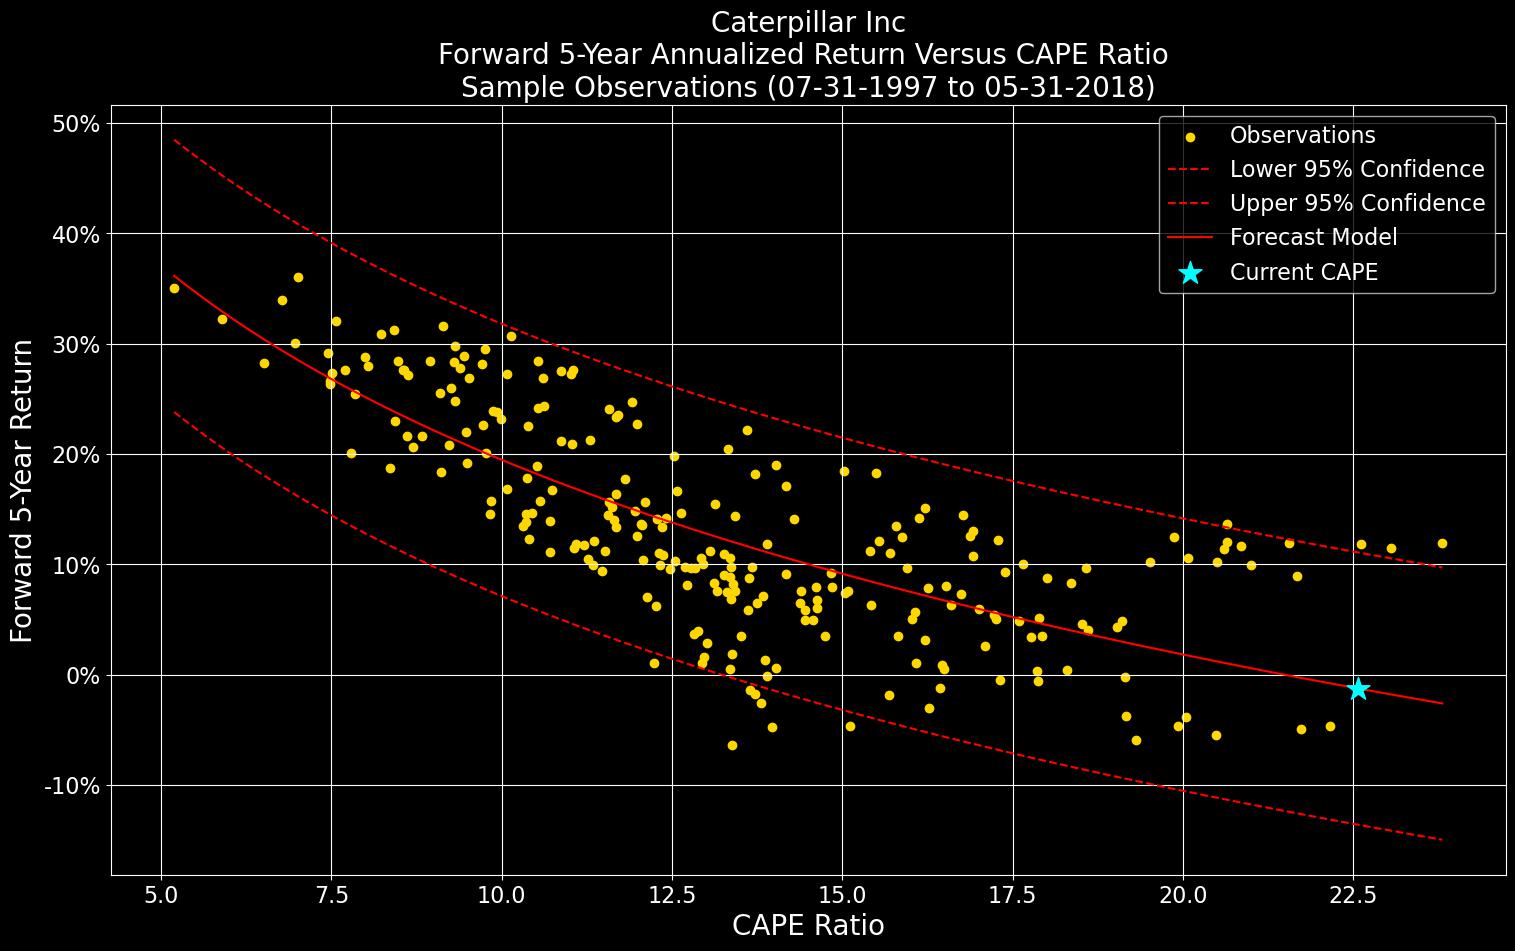 Caterpillar Inc
Forward 5-Year Annualized Return Versus CAPE Ratio
Sample Observations (07-31-1997 to 05-31-2018)
Observations
Lower 95% Confidence
Upper 95% Confidence
Forecast Model
Current CAPE
Forward 5-Year Return
50%
40%
30%
20%
10%
0%
-10%
5.0 7.5 10.0 12.5 15.0 17.5 20.0 22.5
CAPE Ratio